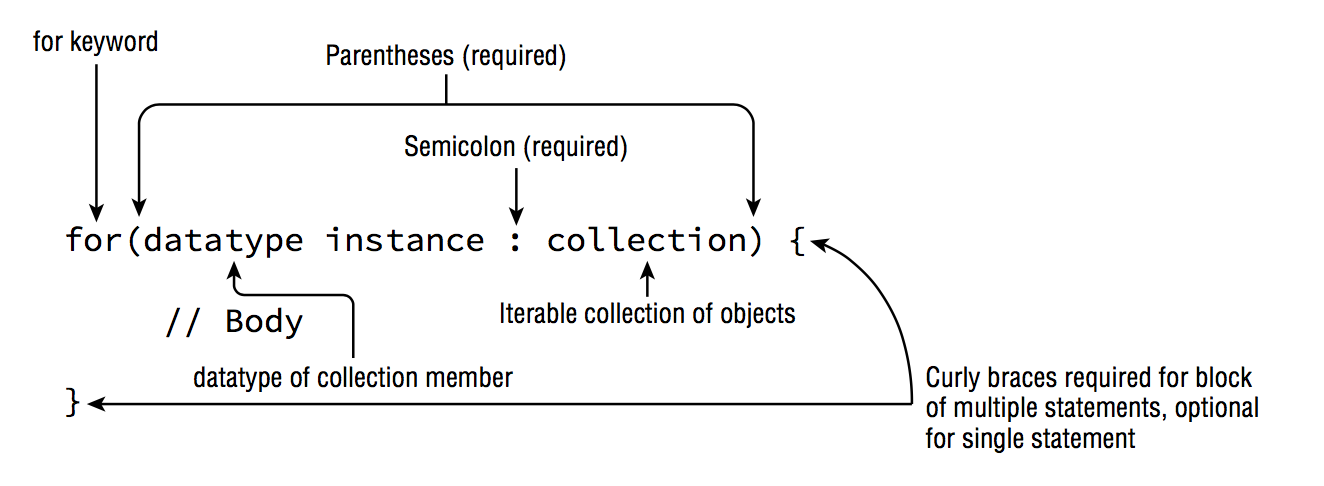 for keyword
Parentheses (required)
Semicolon (required)
for(datatype instance : collection) {
// Body
Iterable collection of objects
datatype of collection member
}
Curly braces required for block
of multiple statements, optional
for single statement